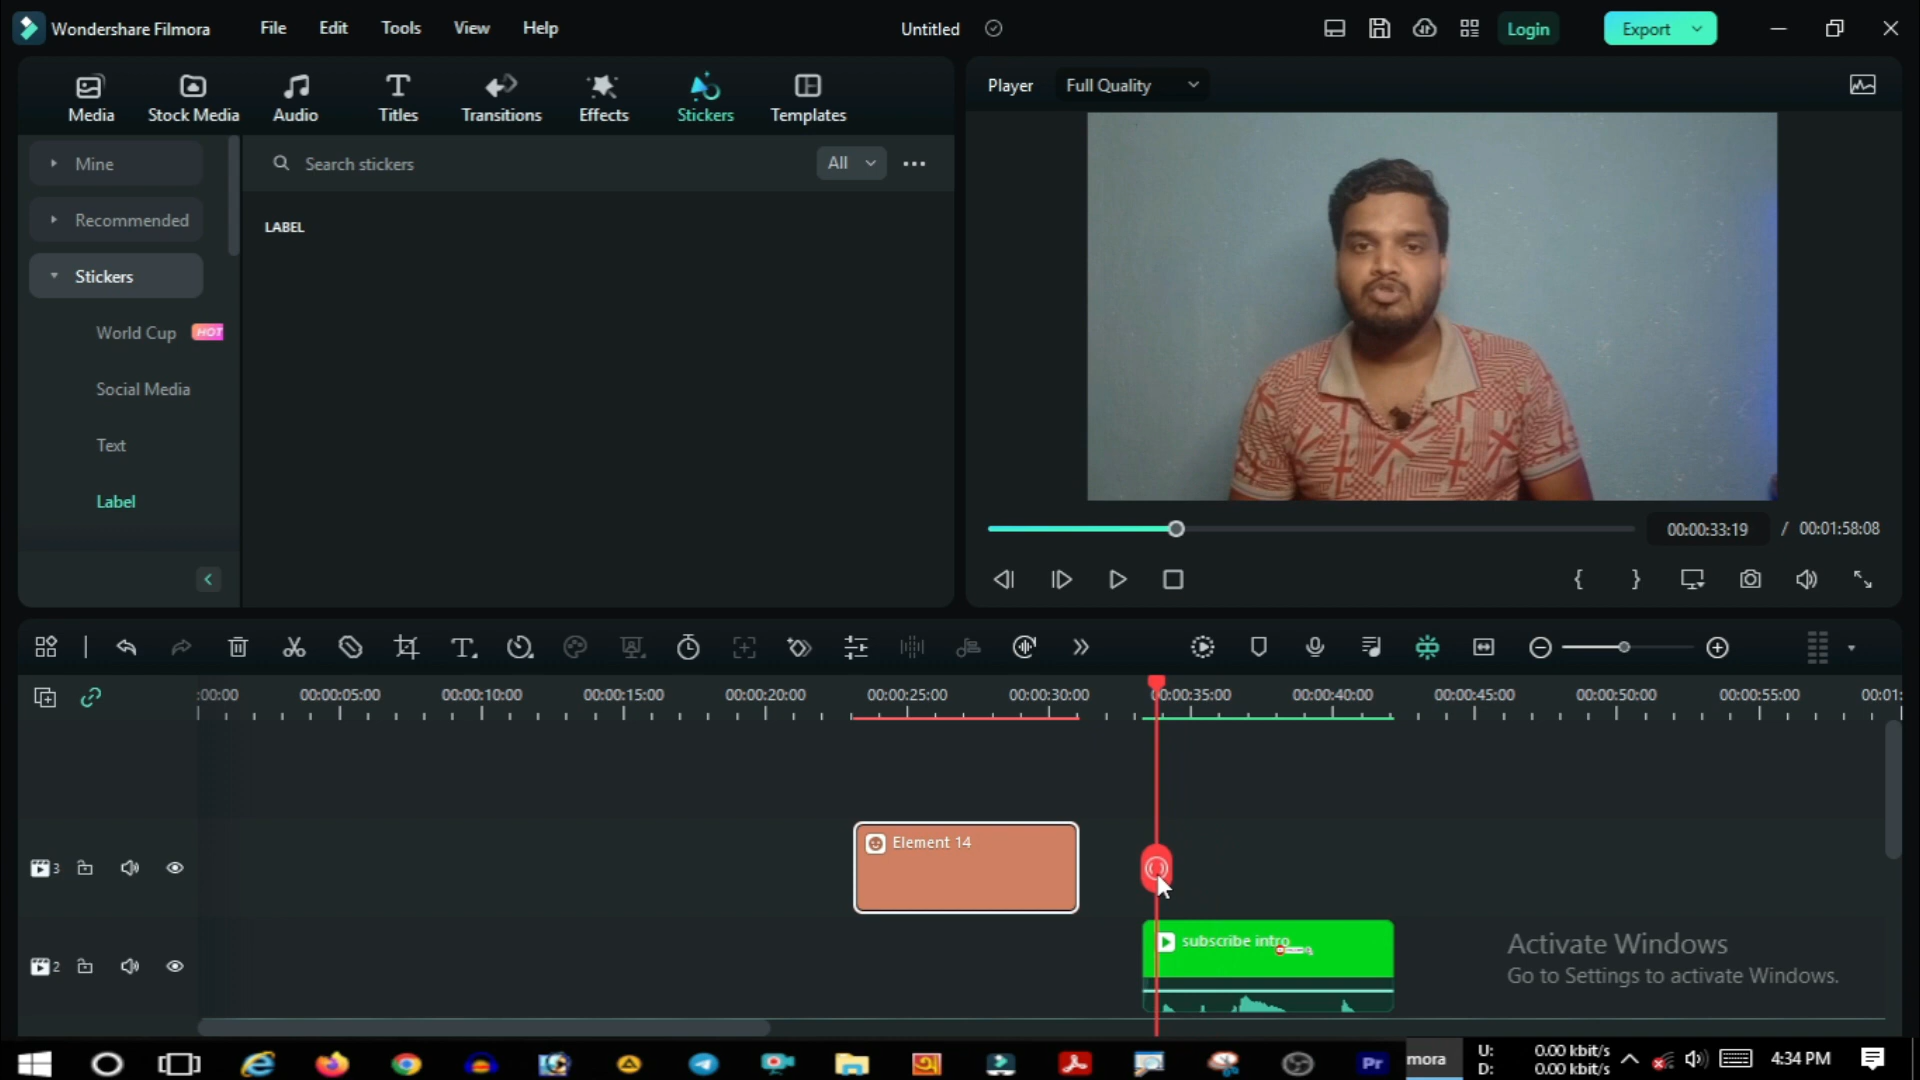 Wondershare Filmora File Edit Tools View Help Untitled Login Export
Media Stock Media Audio Titles Transitions Effects Stickers Templates
Player Full Quality
Mine
Search stickers All
Recommended
LABEL
Stickers
World Cup HOT
Social Media
Text
Label
00:00:33:19 / 00:01:58:08
:00:00 00:00:05:00 00:00:10:00 00:00:15:00 00:00:20:00 00:00:25:00 00:00:30:00 00:00:35:00 00:00:40:00 00:00:45:00 00:00:50:00 00:00:55:00 00:01:
Element 14
3
subscribe intro
2
Activate Windows
Go to Settings to activate Windows.
Pr
mora
U: 0.00 kbit/s
D: 0.00 kbit/s
4:34 PM